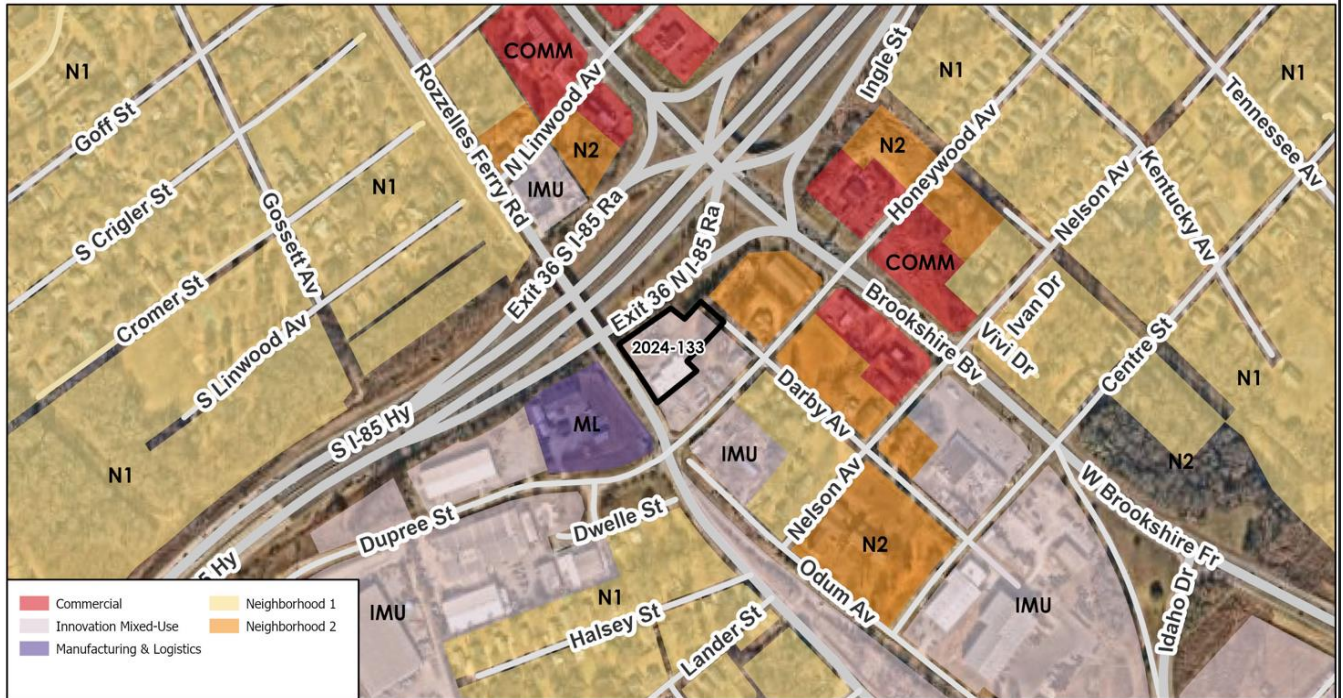 COMM
N1
N1
Ingle St
N1
Tennessee Av
Goff St
Rozzelles Ferry Rd
N Linwood Av
N2
N2
Honeywood Av
Kentucky Av
S Crigler St
N1
IMU
Nelson Av
Gossett Av
Exit 36 S I-85 Ra
COMM
Cromer St
Exit 36 N I-85 Ra
Brookshire Bv
Ivan Dr
Vivi Dr
Centre St
S Linwood Av
2024-133
Darby Av
N1
S I-85 Hy
ML
IMU
N2
N1
Nelson Av
W Brookshire Fr
Dupree St
Dwelle St
N2
5 Hy
Odum Av
Commercial
Neighborhood 1
Innovation Mixed-Use
Neighborhood 2
Manufacturing & Logistics
IMU
N1
Halsey St
Lander St
IMU
Idaho Dr